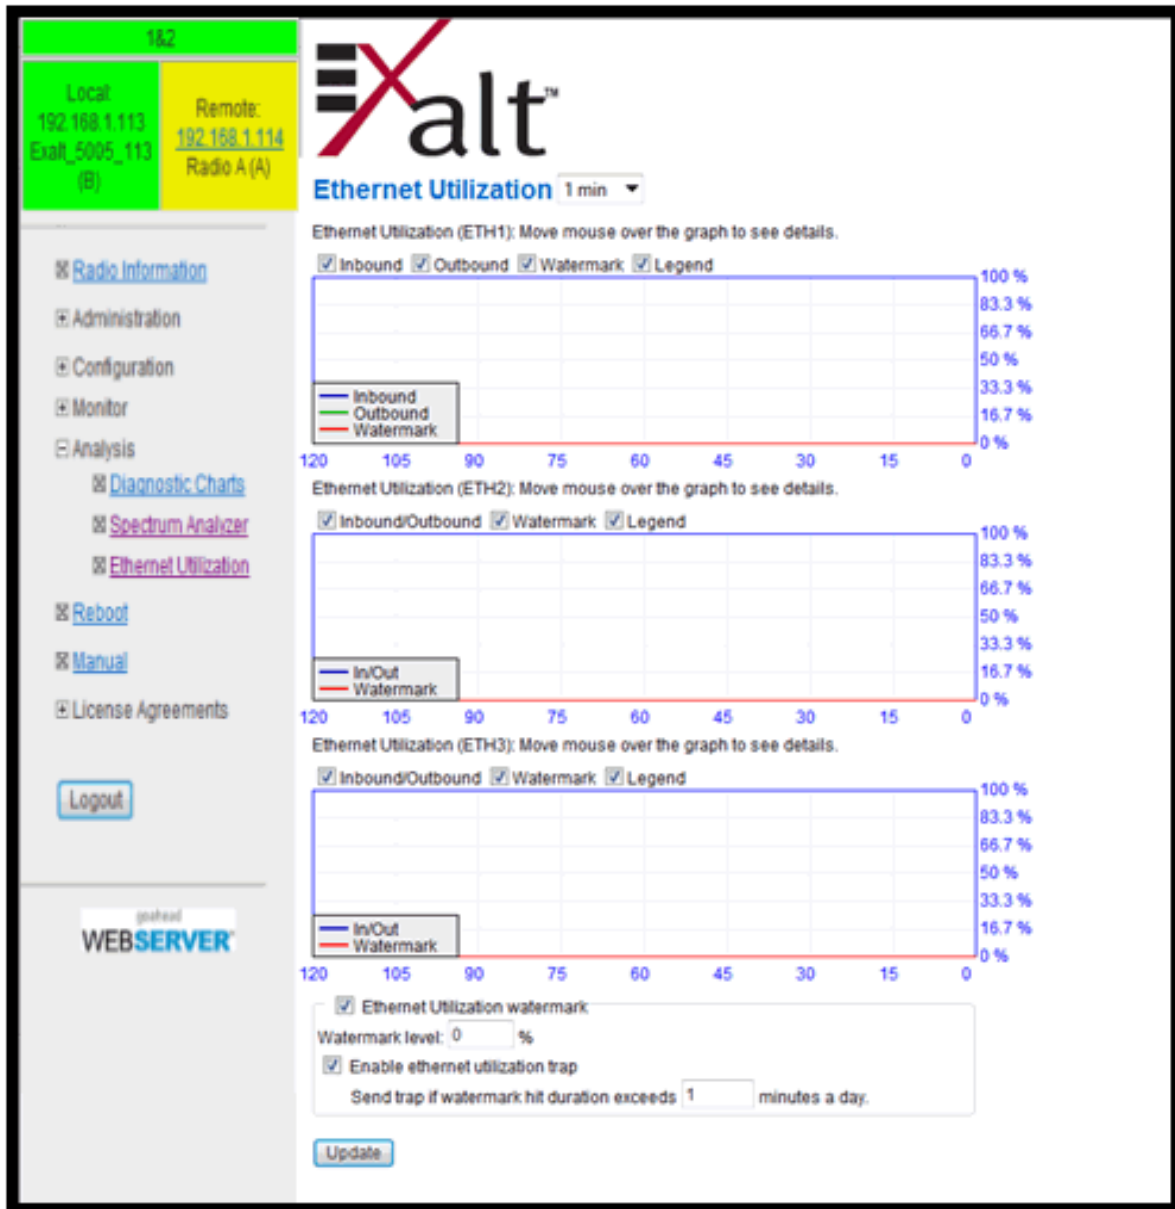 1&2
Local:
192.168.1.113
Exalt_5005_113
(B)
Remote:
192.168.1.114
Radio A (A)
Radio Information
Administration
Configuration
Monitor
Analysis
Diagnostic Charts
Spectrum Analyzer
Ethernet Utilization
Reboot
Manual
License Agreements
Logout
goahead
WEBSERVER
Exalt™
Ethernet Utilization 1 min
Ethernet Utilization (ETH1): Move mouse over the graph to see details.
Inbound Outbound Watermark Legend
100 %
83.3 %
66.7 %
50 %
33.3 %
16.7 %
0 %
Inbound
Outbound
Watermark
120 105 90 75 60 45 30 15 0
Ethernet Utilization (ETH2): Move mouse over the graph to see details.
Inbound/Outbound Watermark Legend
100 %
83.3 %
66.7 %
50 %
33.3 %
16.7 %
0 %
In/Out
Watermark
120 105 90 75 60 45 30 15 0
Ethernet Utilization (ETH3): Move mouse over the graph to see details.
Inbound/Outbound Watermark Legend
100 %
83.3 %
66.7 %
50 %
33.3 %
16.7 %
0 %
In/Out
Watermark
120 105 90 75 60 45 30 15 0
Ethernet Utilization watermark
Watermark level: 0 %
Enable ethernet utilization trap
Send trap if watermark hit duration exceeds 1 minutes a day.
Update